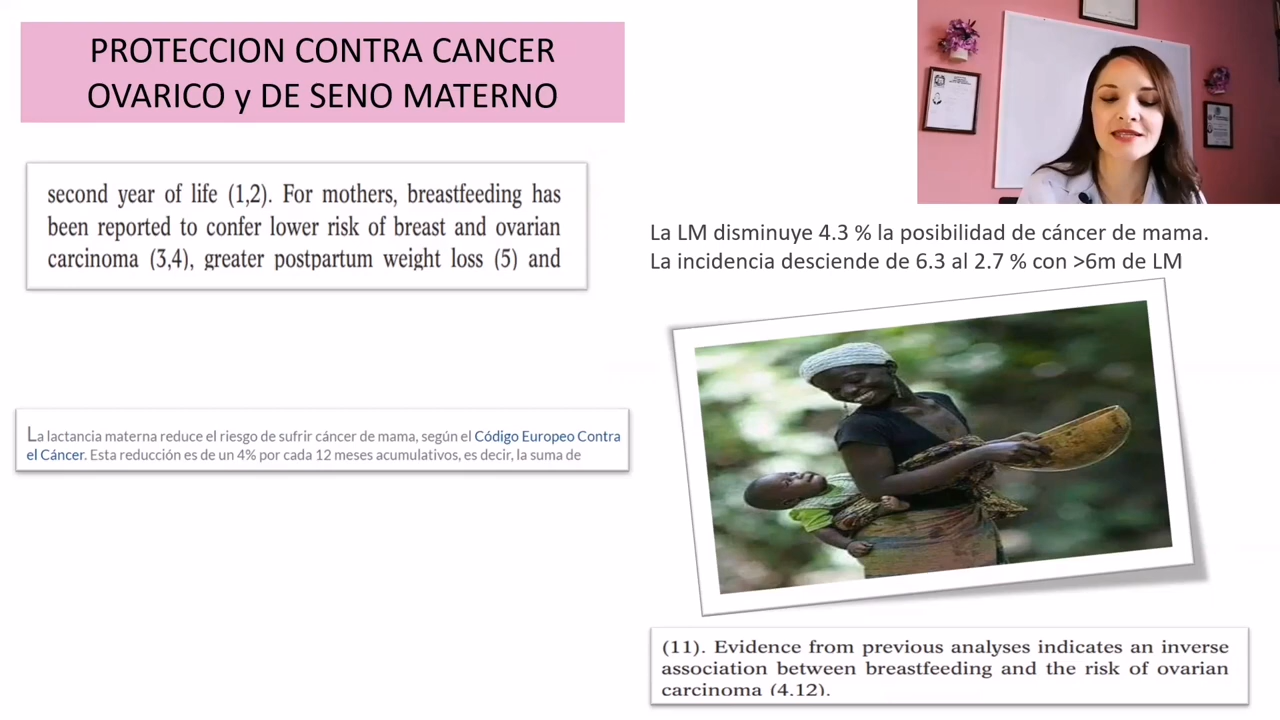 PROTECCION CONTRA CANCER
OVARICO y DE SENO MATERNO
second year of life (1,2). For mothers, breastfeeding has
been reported to confer lower risk of breast and ovarian
carcinoma (3,4), greater postpartum weight loss (5) and
La LM disminuye 4.3 % la posibilidad de cáncer de mama.
La incidencia desciende de 6.3 al 2.7 % con >6m de LM
La lactancia materna reduce el riesgo de sufrir cáncer de mama, según el Código Europeo Contra
el Cáncer. Esta reducción es de un 4% por cada 12 meses acumulativos, es decir, la suma de
(11). Evidence from previous analyses indicates an inverse
association between breastfeeding and the risk of ovarian
carcinoma (4,12).